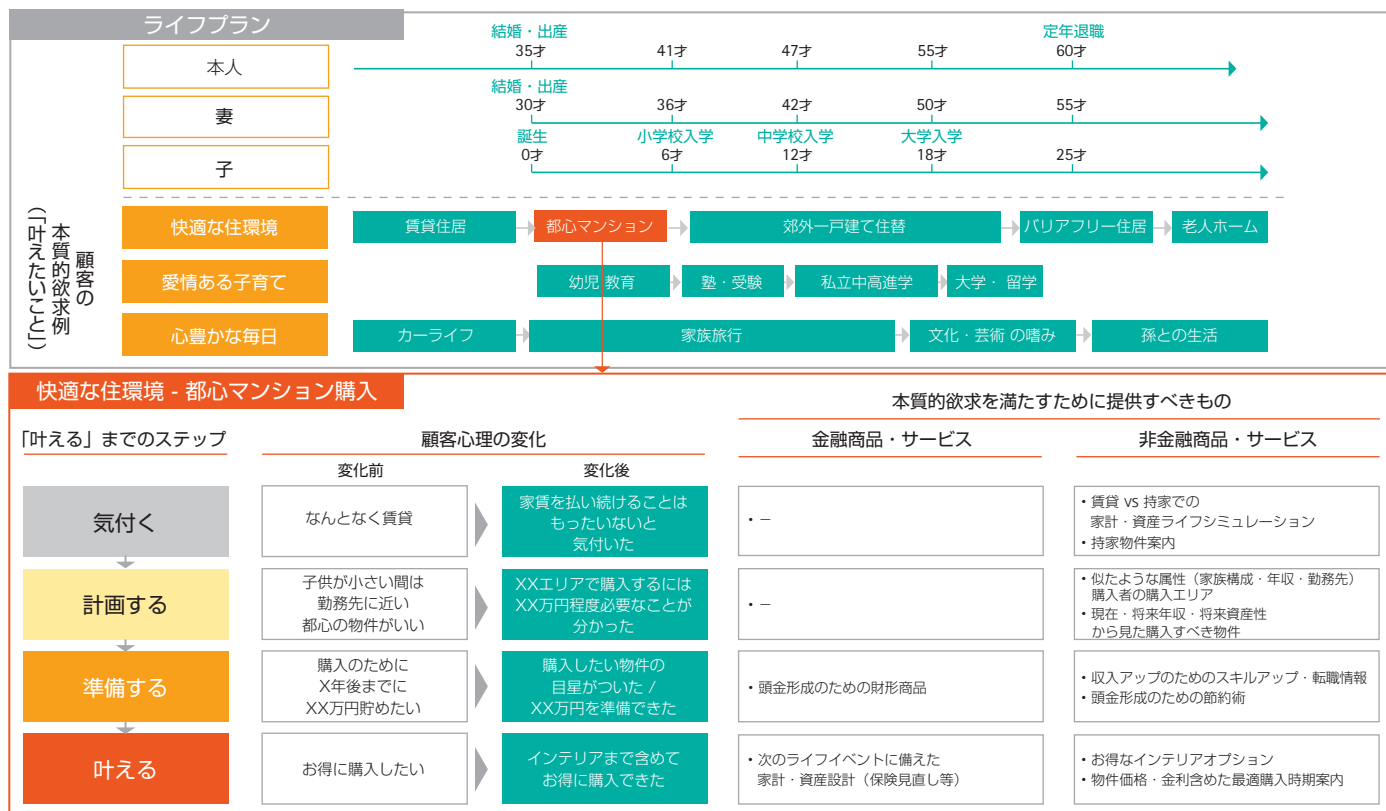 ライフプラン
結婚・出産
定年退職
本人
35才
41才
47才
55才
60才
結婚・出産
妻
30才
36才
42才
50才
55才
誕生
小学校入学
中学校入学
大学入学
子
0才
6才
12才
18才
25才
顧客の
本質的欲求例
(「叶えたいこと」)
快適な住環境
賃貸住居
都心マンション
郊外一戸建て住替
バリアフリー住居
老人ホーム
愛情ある子育て
幼児 教育
塾・受験
私立中高進学
大学・ 留学
心豊かな毎日
カーライフ
家族旅行
文化・芸術 の嗜み
孫との生活
快適な住環境 - 都心マンション購入
本質的欲求を満たすために提供すべきもの
「叶える」までのステップ
顧客心理の変化
金融商品・サービス
非金融商品・サービス
変化前
変化後
気付く
なんとなく賃貸
家賃を払い続けることは
もったいないと
気付いた
・ー
・賃貸 vs 持家での
家計・資産ライフシミュレーション
・持家物件案内
計画する
子供が小さい間は
勤務先に近い
都心の物件がいい
XXエリアで購入するには
XX万円程度必要なことが
分かった
・ー
・似たような属性（家族構成・年収・勤務先）
購入者の購入エリア
・現在・将来年収・将来資産性
から見た購入すべき物件
準備する
購入のために
X年後までに
XX万円貯めたい
購入したい物件の
目星がついた /
XX万円を準備できた
・頭金形成のための財形商品
・収入アップのためのスキルアップ・転職情報
・頭金形成のための節約術
叶える
お得に購入したい
インテリアまで含めて
お得に購入できた
・次のライフイベントに備えた
家計・資産設計（保険見直し等）
・お得なインテリアオプション
・物件価格・金利含めた最適購入時期案内